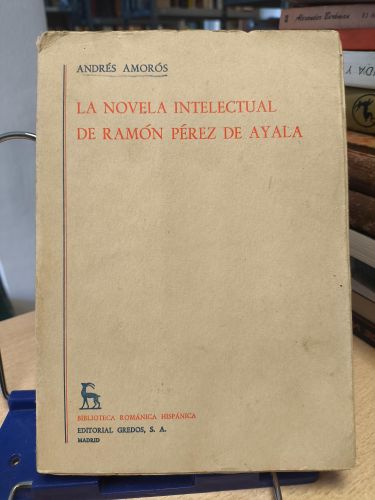 ANDRÉS AMORÓS
LA NOVELA INTELECTUAL
DE RAMÓN PÉREZ DE AYALA
BIBLIOTECA ROMÁNICA HISPÁNICA
EDITORIAL GREDOS, S. A.
MADRID